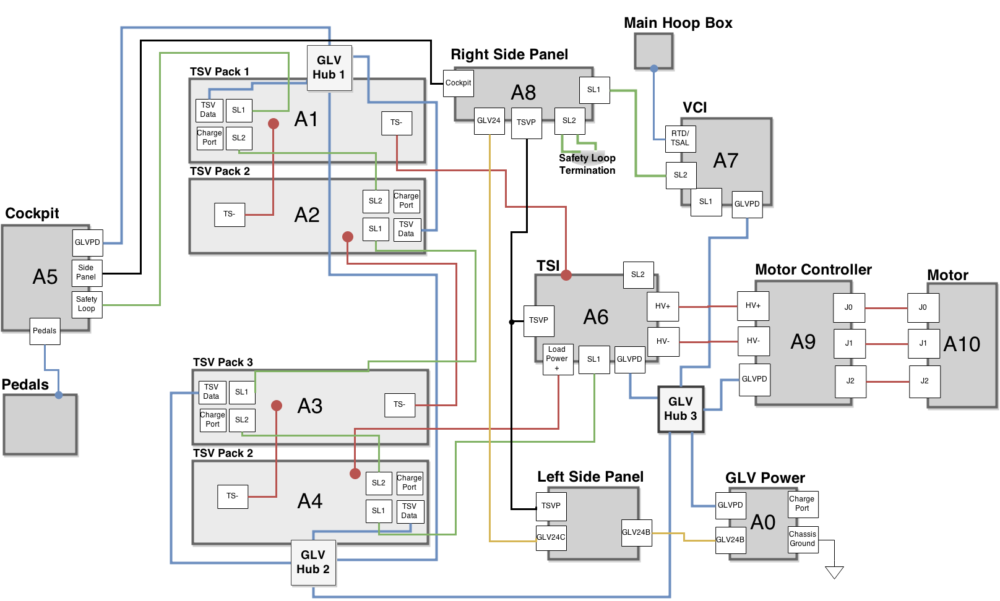 Main Hoop Box
Right Side Panel
GLV
Hub 1
TSV Pack 1
Cockpit
A8
SL1
GLV24
TSVP
SL2
Safety Loop
Termination
VCI
RTD/
TSAL
A7
SL2
SL1
GLVPD
TSV
Data
SL1
A1
TS-
Charge
Port
SL2
TSV Pack 2
TS-
A2
SL2
Charge
Port
SL1
TSV
Data
Cockpit
GLVPD
A5
Side
Panel
Safety
Loop
Pedals
Pedals
TSI
SL2
A6
HV+
HV-
TSVP
Load
Power
+
SL1
GLVPD
Motor Controller
HV+
HV-
GLVPD
A9
J0
J1
J2
Motor
J0
J1
J2
A10
GLV
Hub 3
TSV Pack 3
TSV
Data
SL1
A3
TS-
Charge
Port
SL2
TSV Pack 2
TS-
A4
SL2
Charge
Port
SL1
TSV
Data
GLV
Hub 2
Left Side Panel
TSVP
GLV24C
GLV24B
GLV Power
GLVPD
A0
GLV24B
Charge
Port
Chassis
Ground